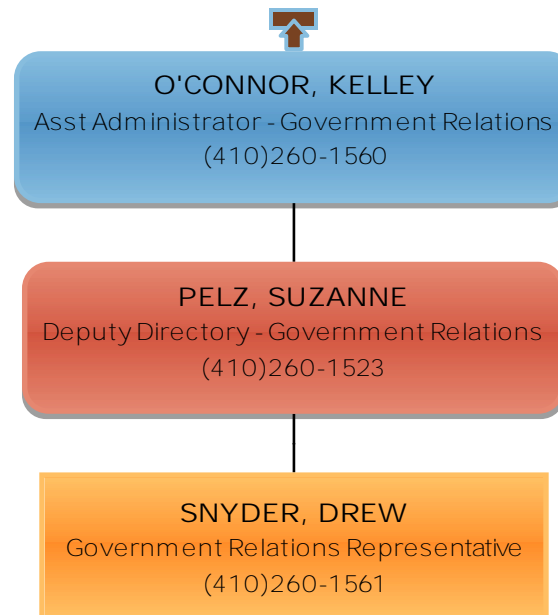 O'CONNOR, KELLEY
Asst Administrator - Government Relations
(410)260-1560
PELZ, SUZANNE
Deputy Directory - Government Relations
(410)260-1523
SNYDER, DREW
Government Relations Representative
(410)260-1561